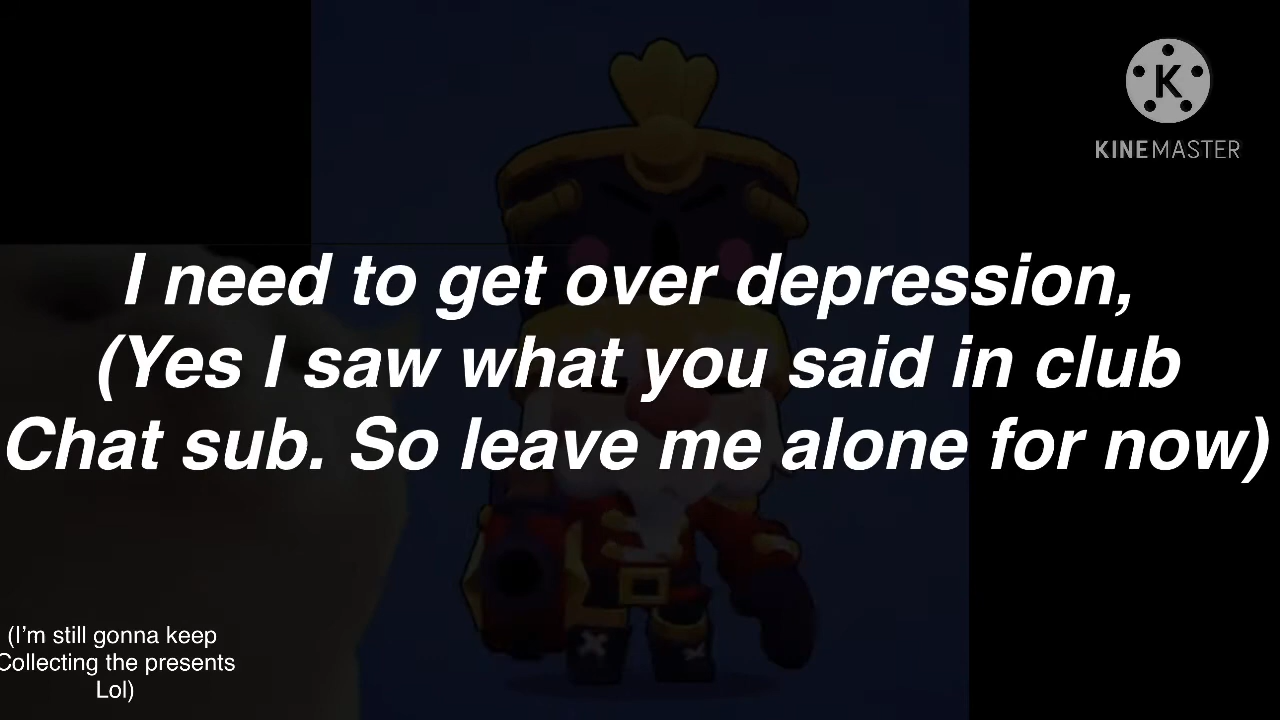 KINEMASTER
I need to get over depression,
(Yes I saw what you said in club
Chat sub. So leave me alone for now)
(I'm still gonna keep
Collecting the presents
Lol)